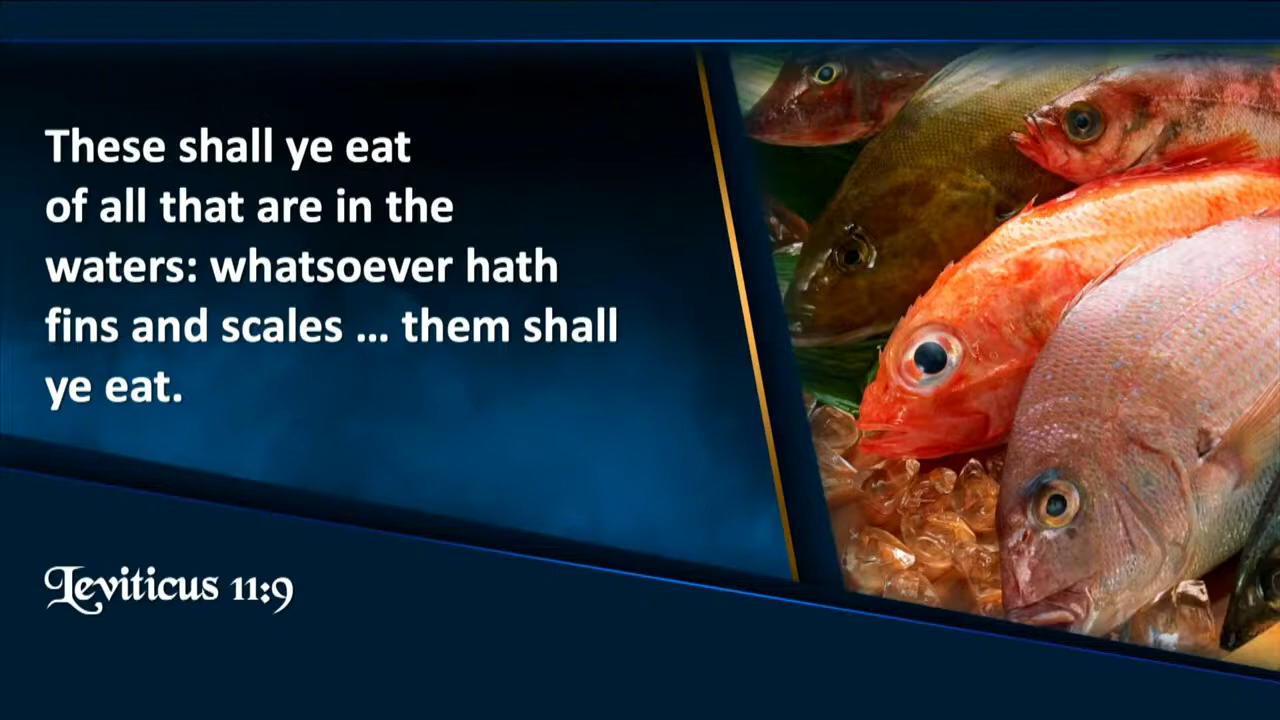 These shall ye eat
of all that are in the
waters: whatsoever hath
fins and scales ... them shall
ye eat.
Leviticus 11:9